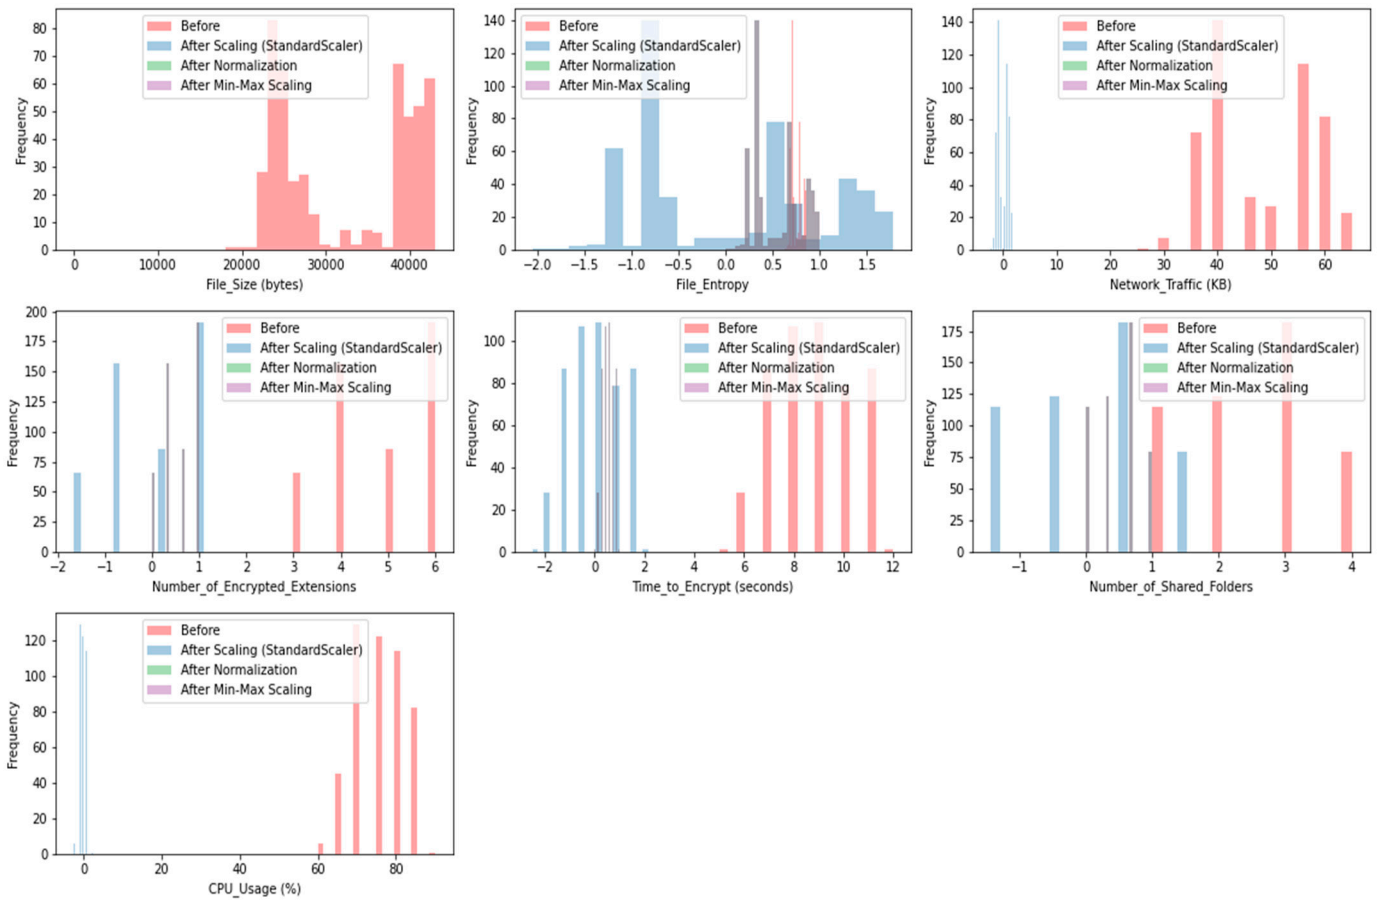 Before
After Scaling (StandardScaler)
After Normalization
After Min-Max Scaling
Frequency
80
70
60
50
40
30
20
10
0
0 10000 20000 30000 40000
File_Size (bytes)
Before
After Scaling (StandardScaler)
After Normalization
After Min-Max Scaling
Frequency
140
120
100
80
60
40
20
0
−2.0 −1.5 −1.0 −0.5 0.0 0.5 1.0 1.5
File_Entropy
Before
After Scaling (StandardScaler)
After Normalization
After Min-Max Scaling
Frequency
140
120
100
80
60
40
20
0
0 10 20 30 40 50 60
Network_Traffic (KB)
Before
After Scaling (StandardScaler)
After Normalization
After Min-Max Scaling
Frequency
200
175
150
125
100
75
50
25
0
−2 −1 0 1 2 3 4 5 6
Number_of_Encrypted_Extensions
Before
After Scaling (StandardScaler)
After Normalization
After Min-Max Scaling
Frequency
100
80
60
40
20
0
−2 0 2 4 6 8 10 12
Time_to_Encrypt (seconds)
Before
After Scaling (StandardScaler)
After Normalization
After Min-Max Scaling
Frequency
175
150
125
100
75
50
25
0
−1 0 1 2 3 4
Number_of_Shared_Folders
Before
After Scaling (StandardScaler)
After Normalization
After Min-Max Scaling
Frequency
120
100
80
60
40
20
0
0 20 40 60 80
CPU_Usage (%)